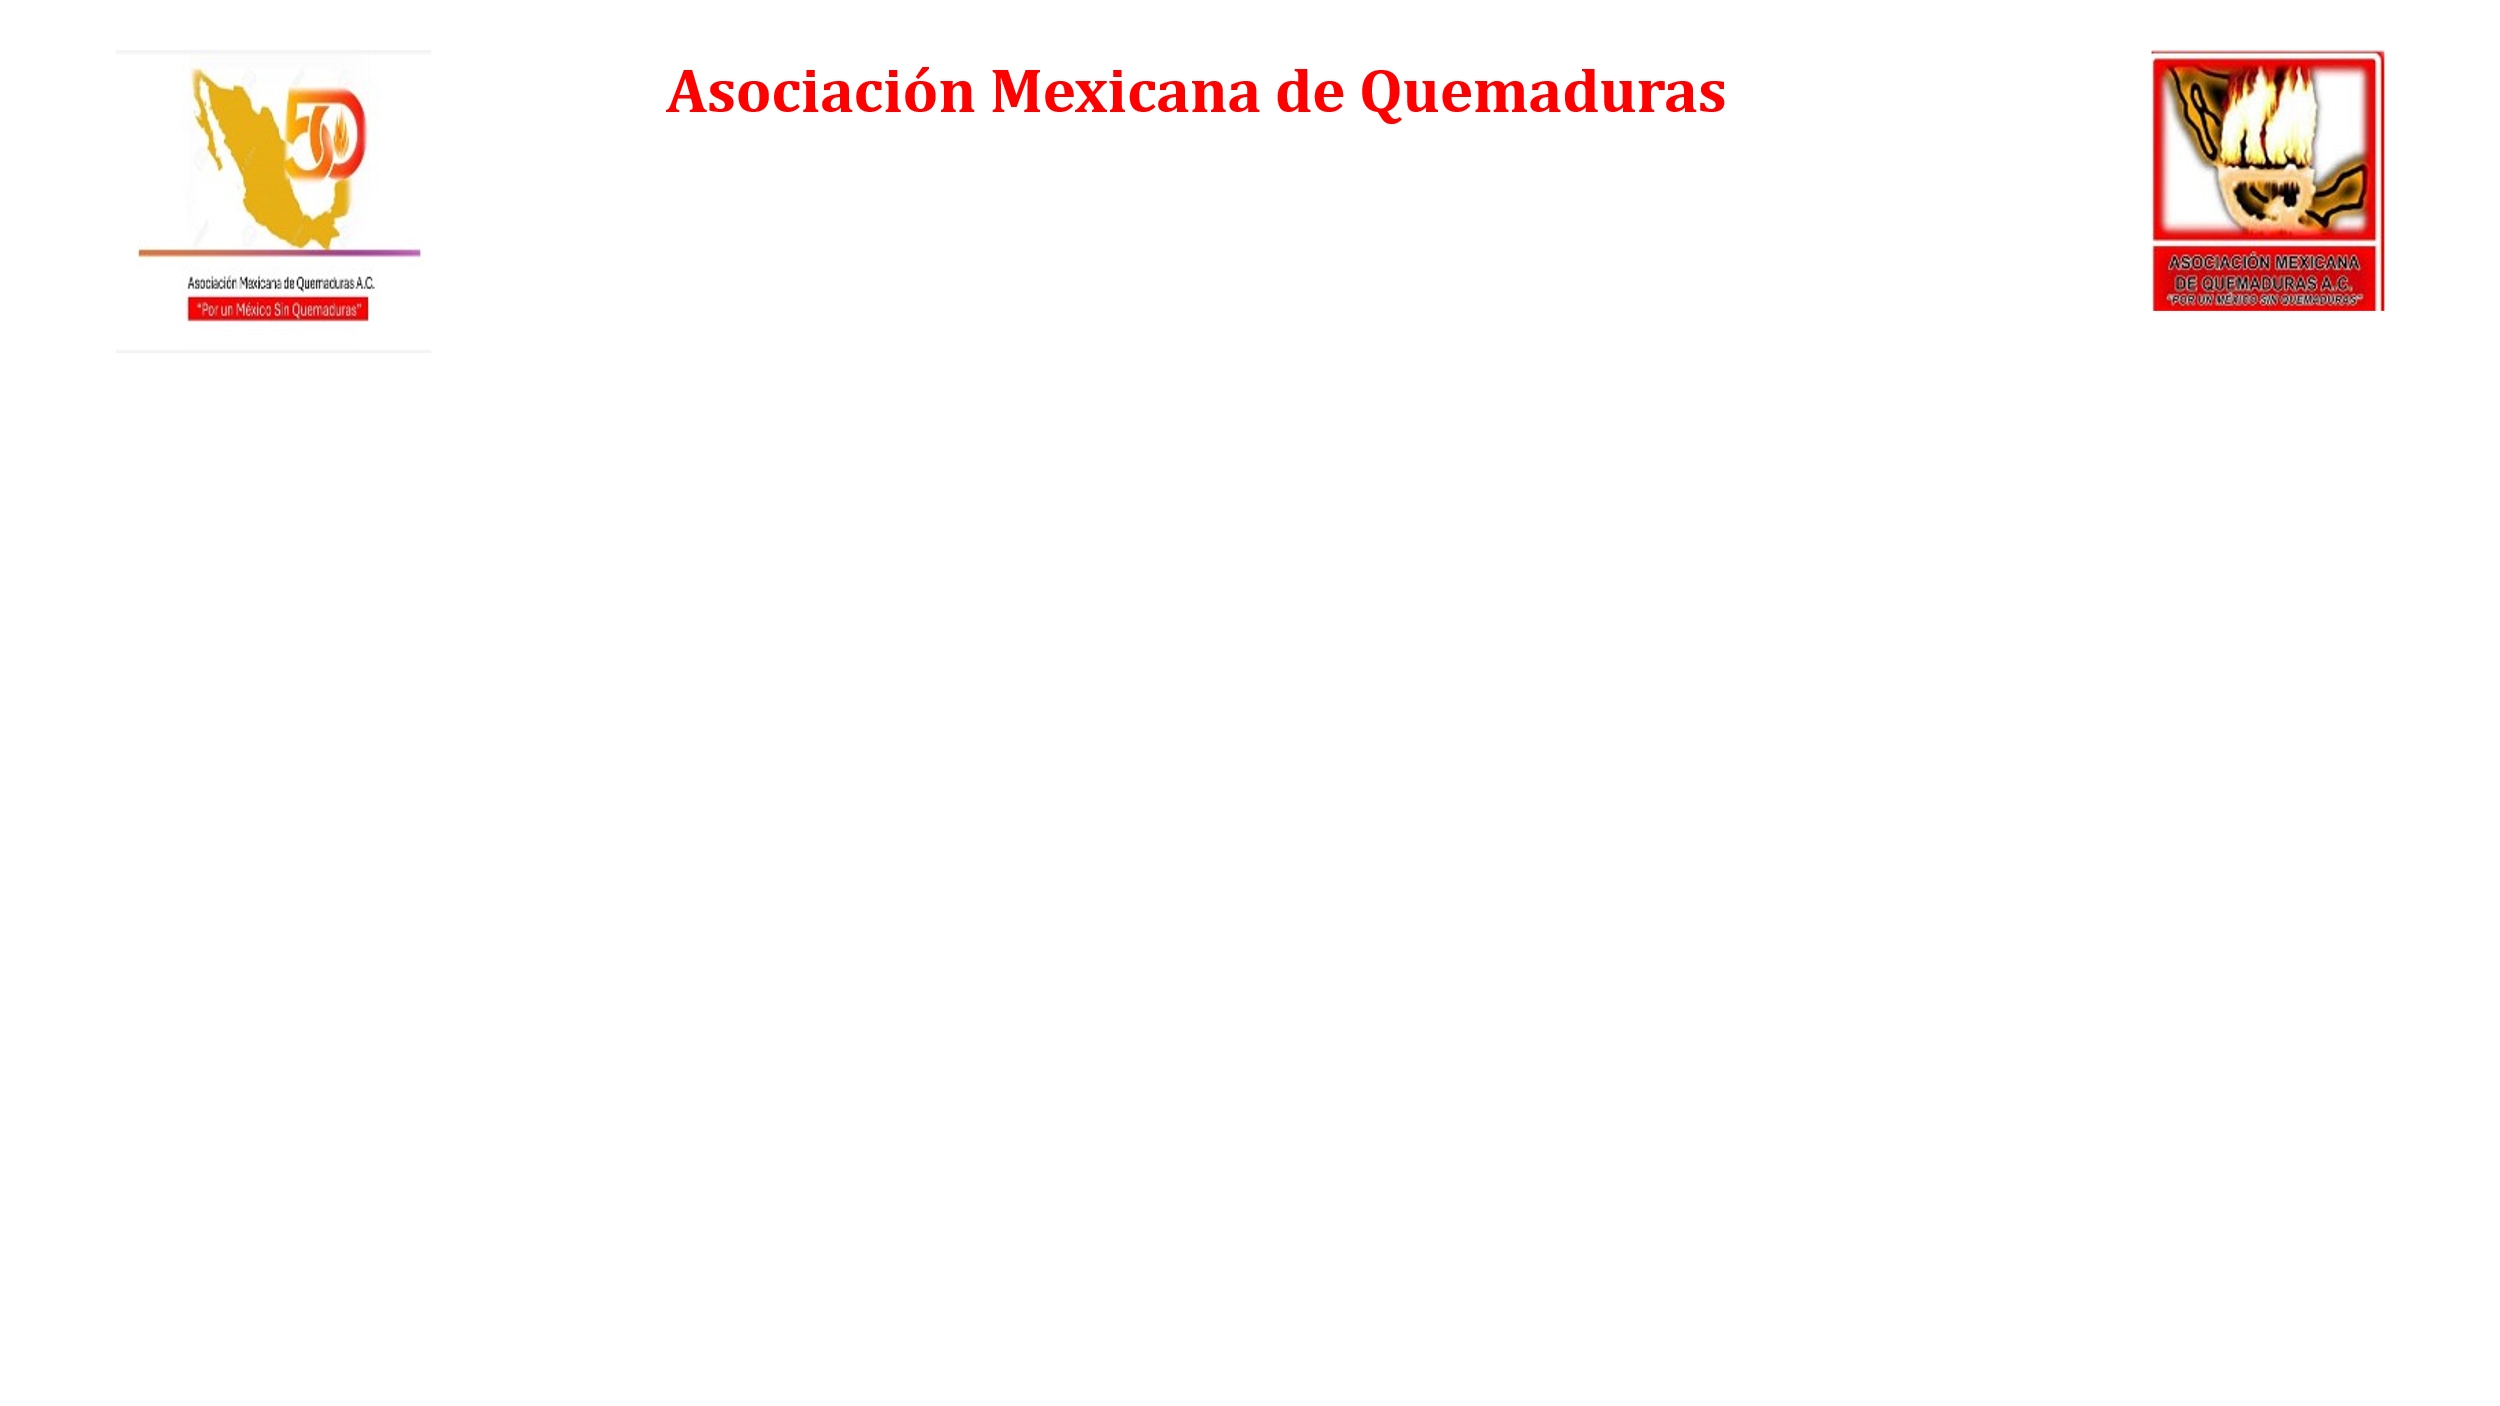 Asociación Mexicana de Quemaduras
50
Asociación Mexicana de Quemaduras A.C.
"Por un México Sin Quemaduras"
ASOCIACIÓN MEXICANA
DE QUEMADURAS A.C.
"POR UN MÉXICO SIN QUEMADURAS"